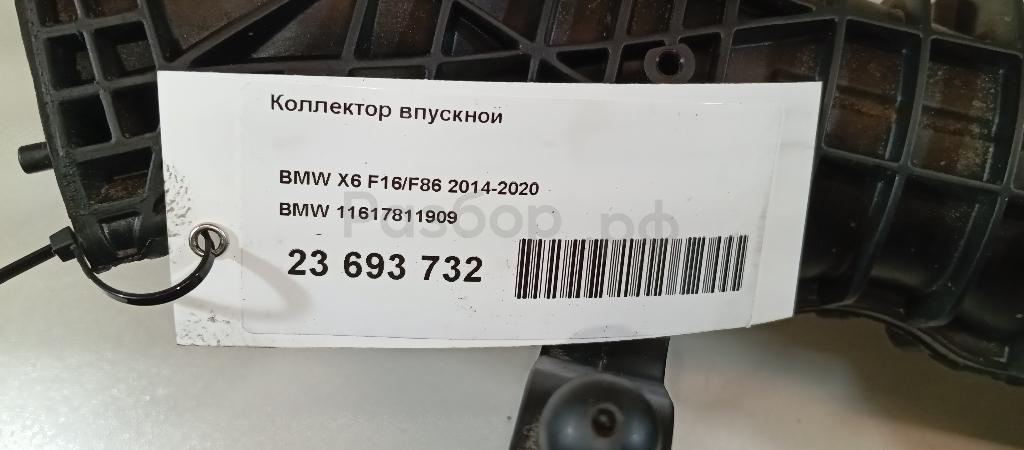 Коллектор впускной
BMW X6 F16/F86 2014-2020
BMW 11617811909
Разбор.рф
23 693 732